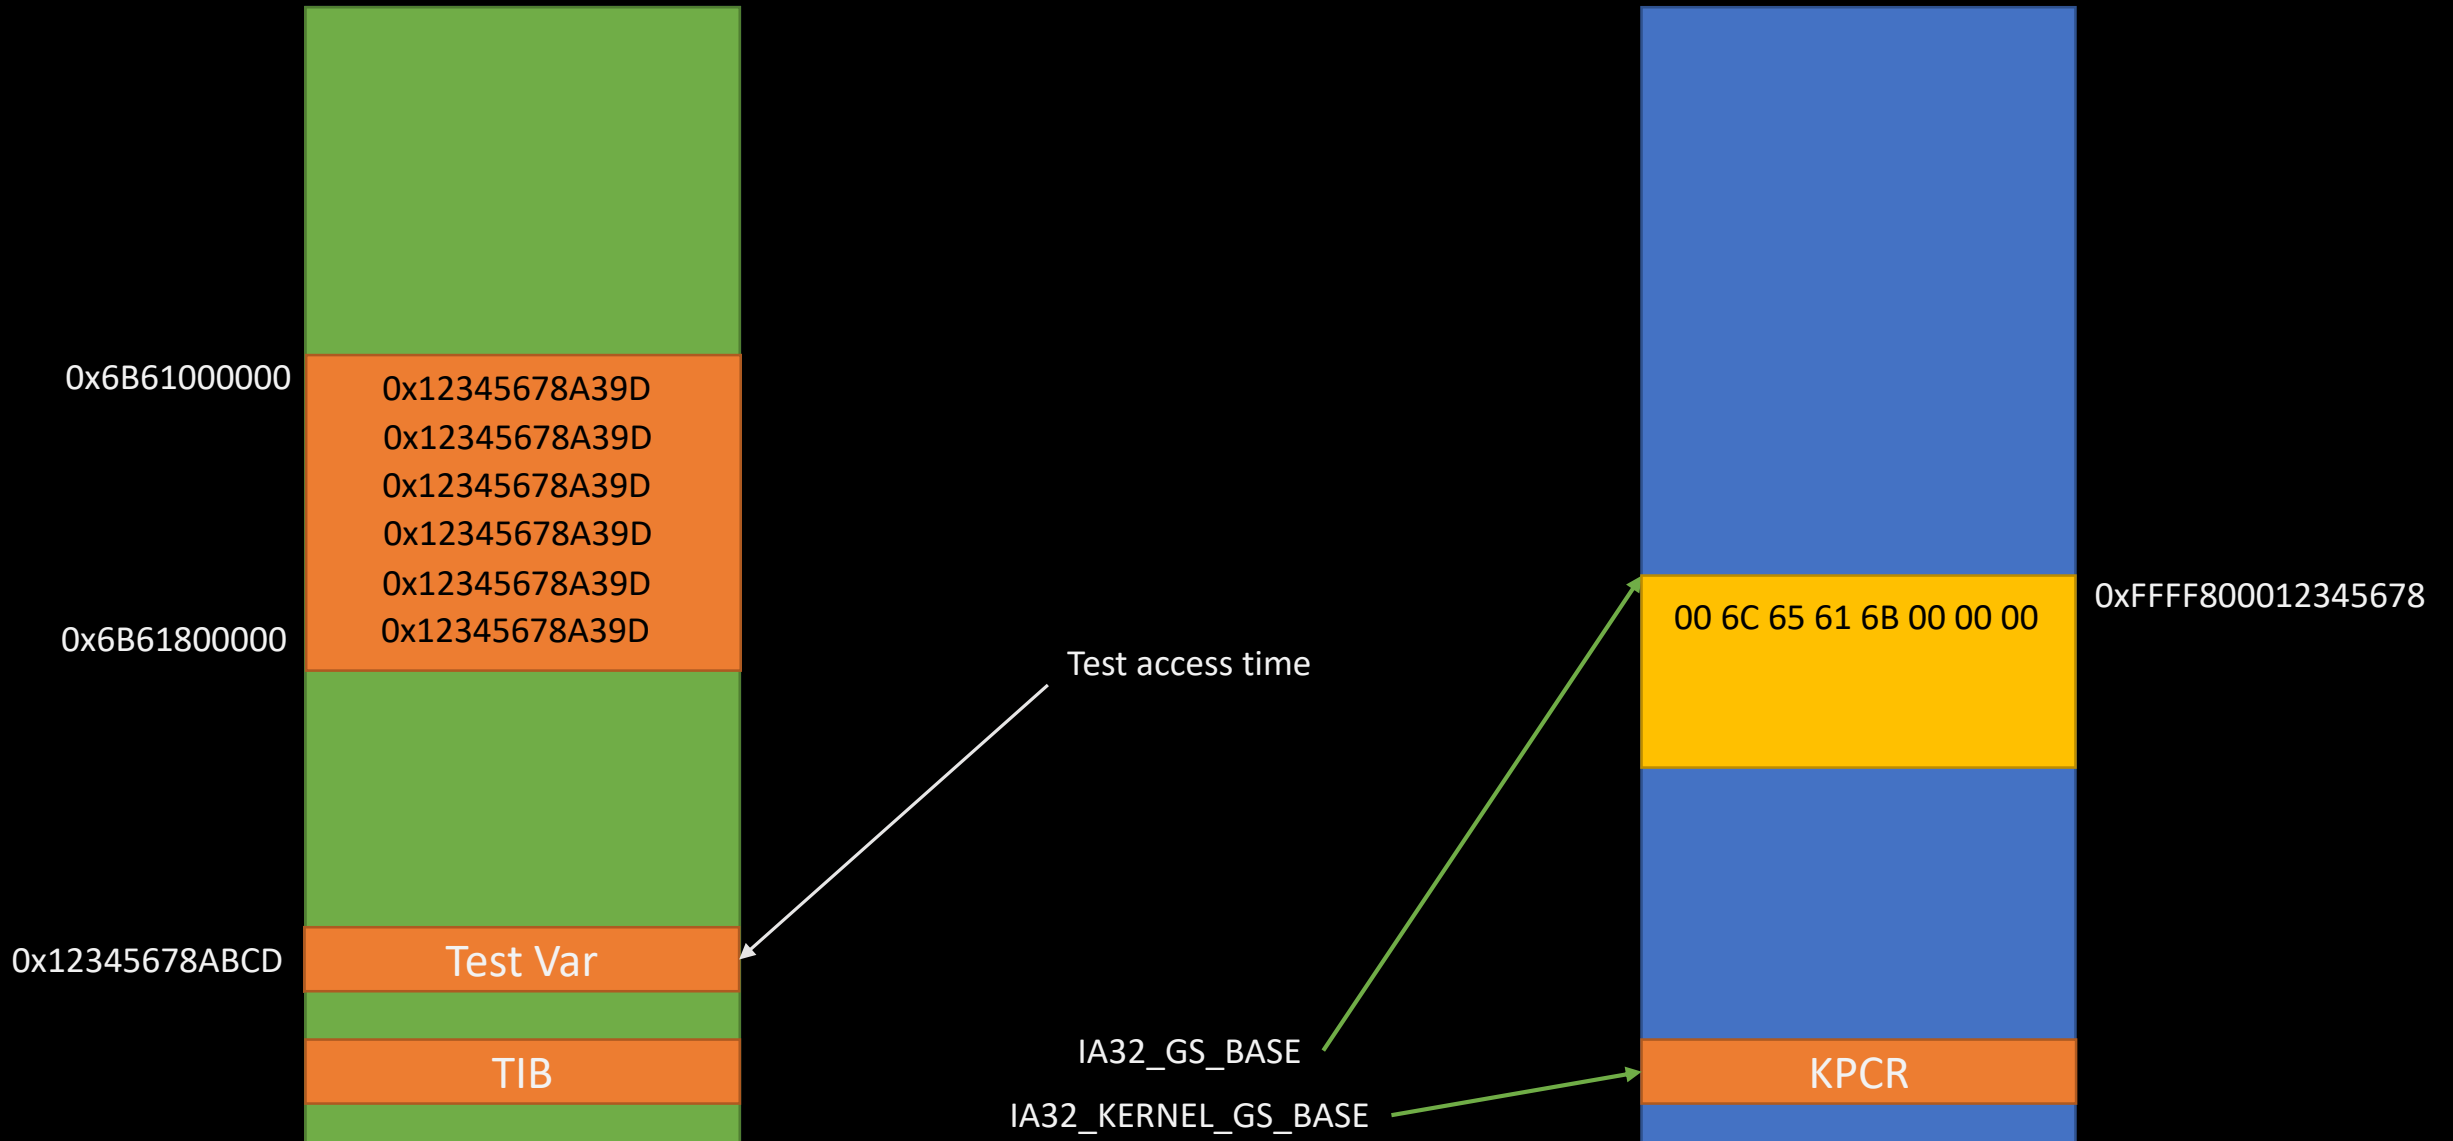 0x6B61000000
0x12345678A39D
0x12345678A39D
0x12345678A39D
0x12345678A39D
0x12345678A39D
0x12345678A39D
0x6B61800000
0x12345678ABCD
Test Var
TIB
Test access time
IA32_GS_BASE
IA32_KERNEL_GS_BASE
00 6C 65 61 6B 00 00 00
0xFFFF800012345678
KPCR